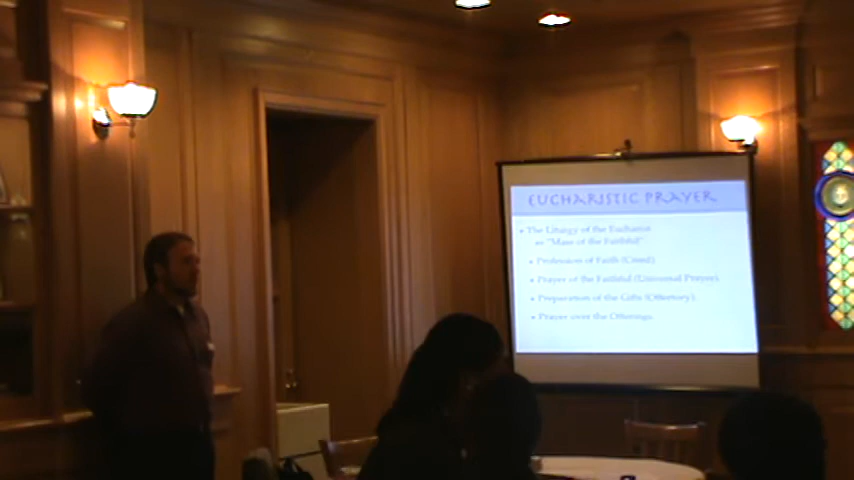 EUCHARISTIC PRAYER
• The Liturgy of the Eucharist
as "Mass of the Faithful"
• Profession of Faith (Creed)
• Prayer of the Faithful (Universal Prayer)
• Preparation of the Gifts (Offertory)
• Prayer over the Offerings